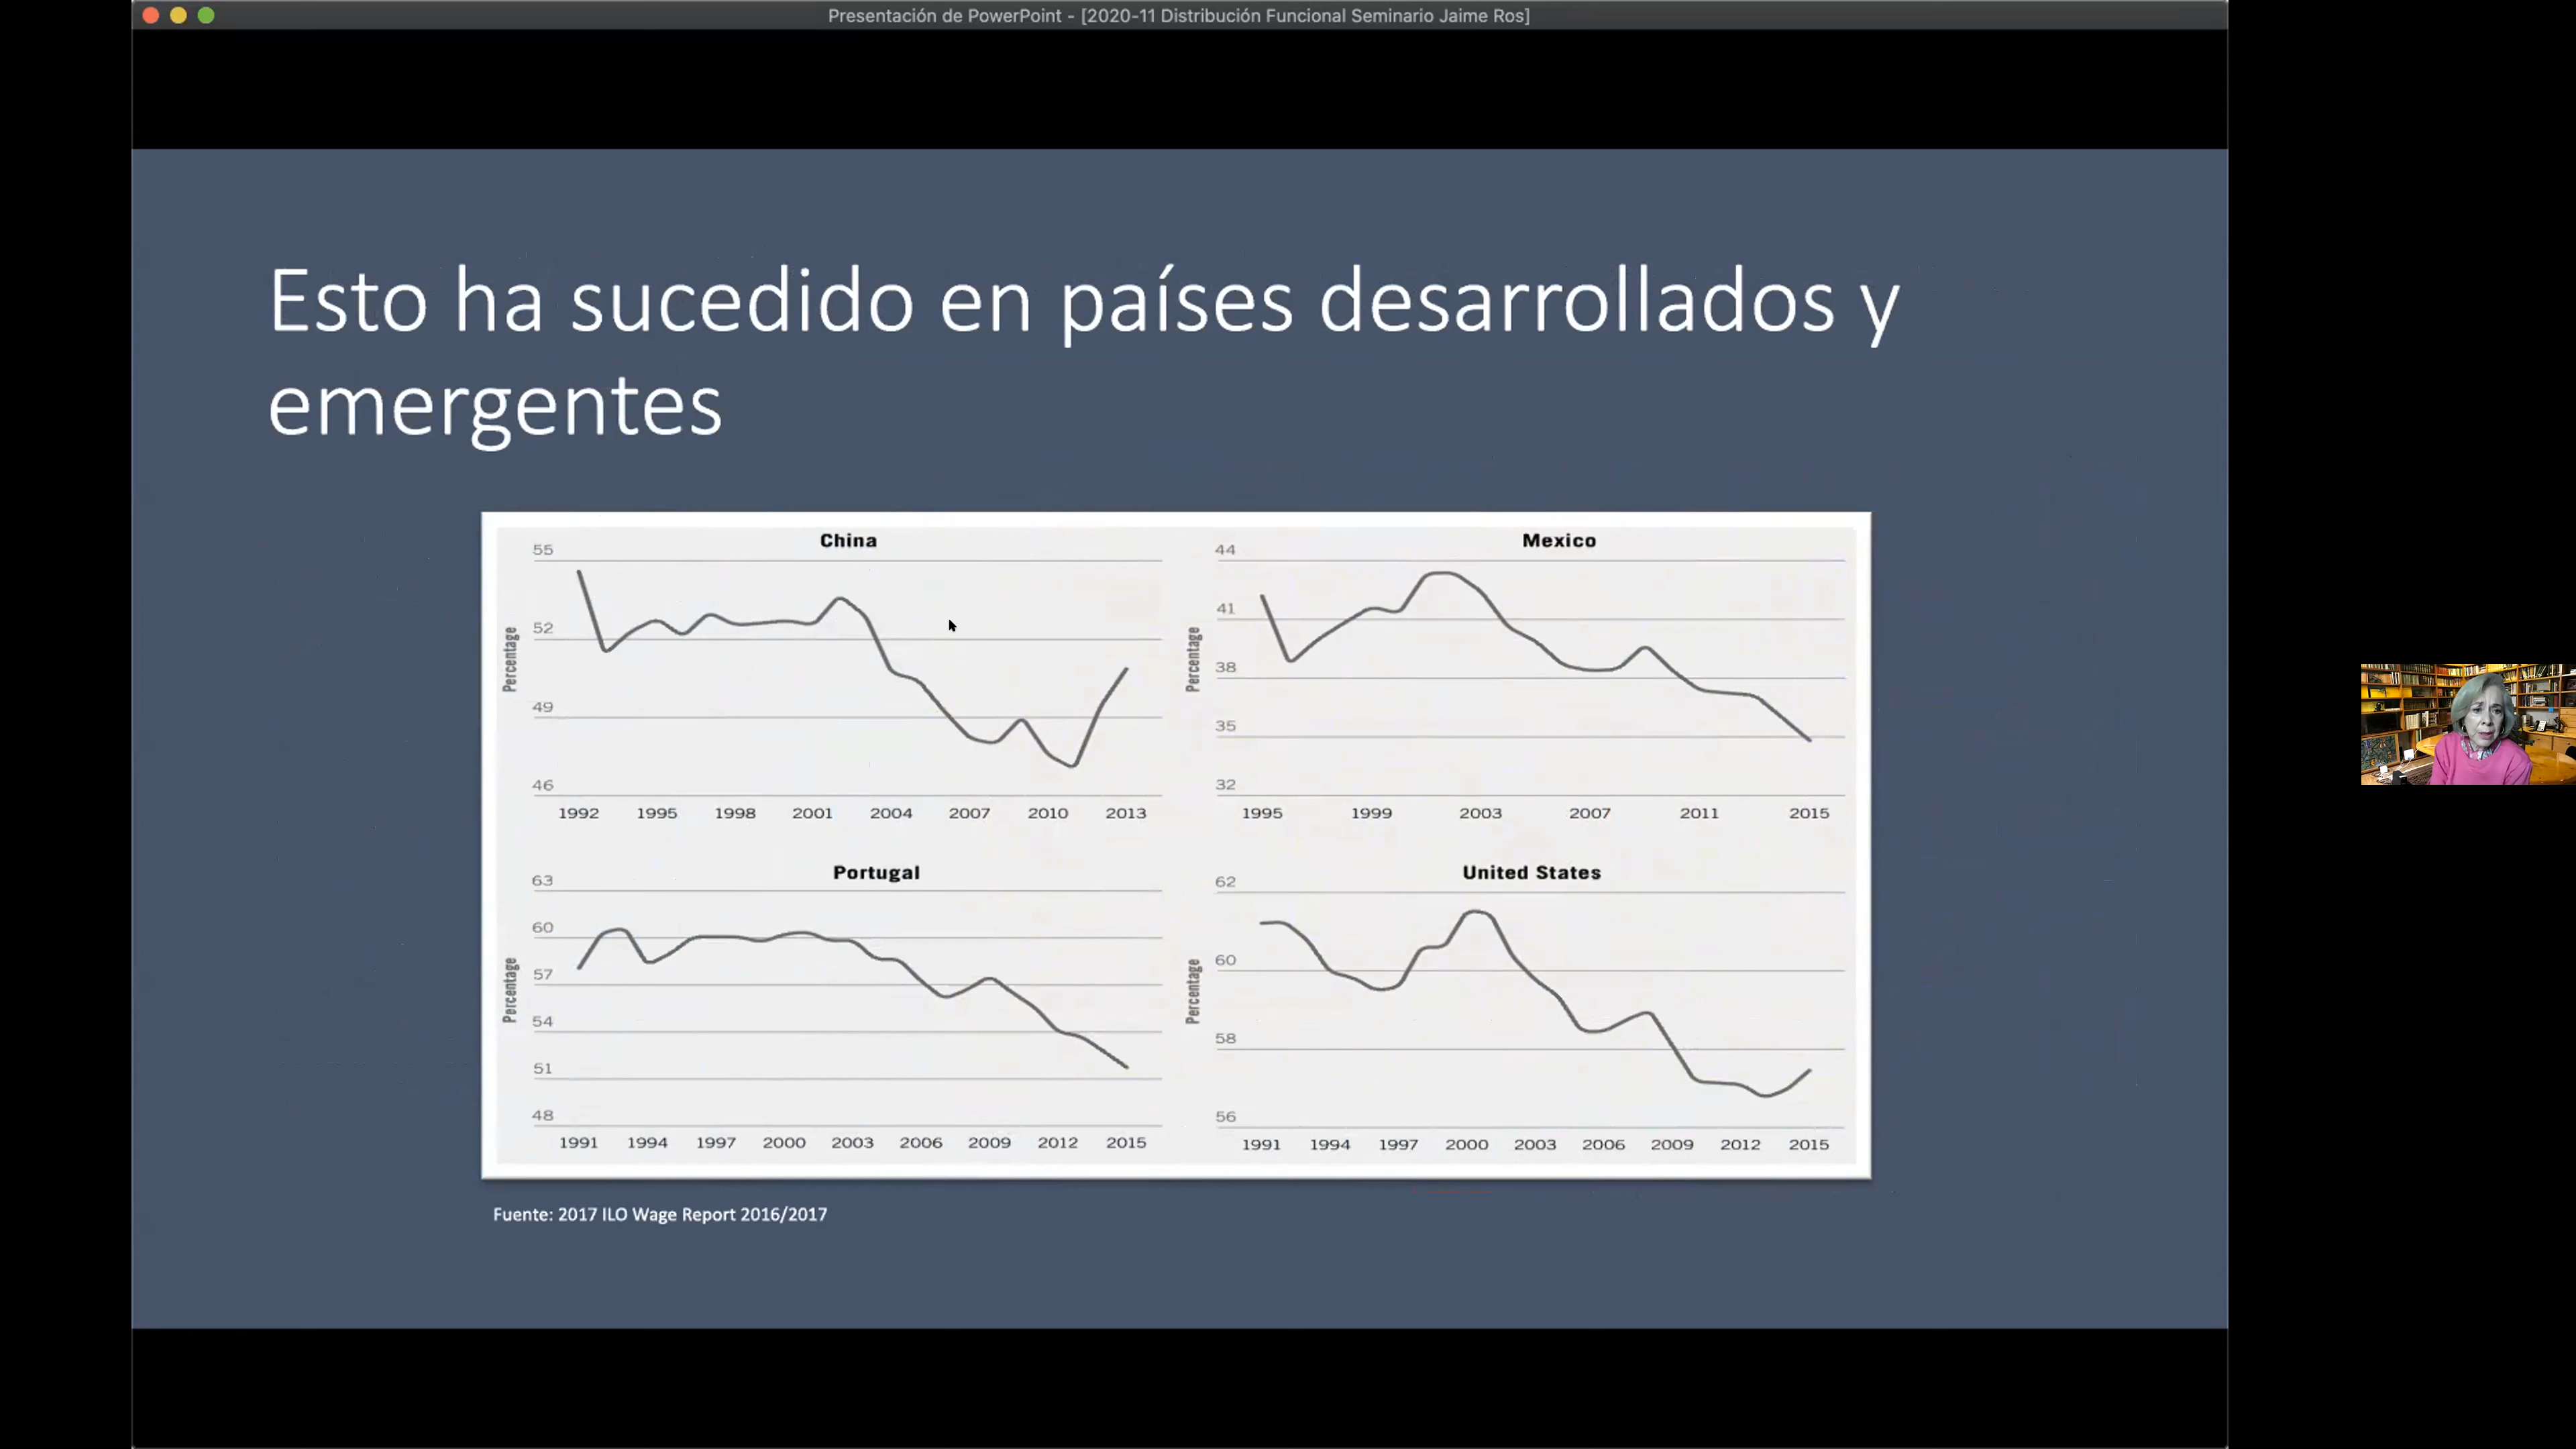 Presentación de PowerPoint - [2020-11 Distribución Funcional Seminario Jaime Ros]
Esto ha sucedido en países desarrollados y
emergentes
China
55
52
49
46
Percentage
1992 1995 1998 2001 2004 2007 2010 2013
Mexico
44
41
38
35
32
Percentage
1995 1999 2003 2007 2011 2015
Portugal
63
60
57
54
51
48
Percentage
1991 1994 1997 2000 2003 2006 2009 2012 2015
United States
62
60
58
56
Percentage
1991 1994 1997 2000 2003 2006 2009 2012 2015
Fuente: 2017 ILO Wage Report 2016/2017